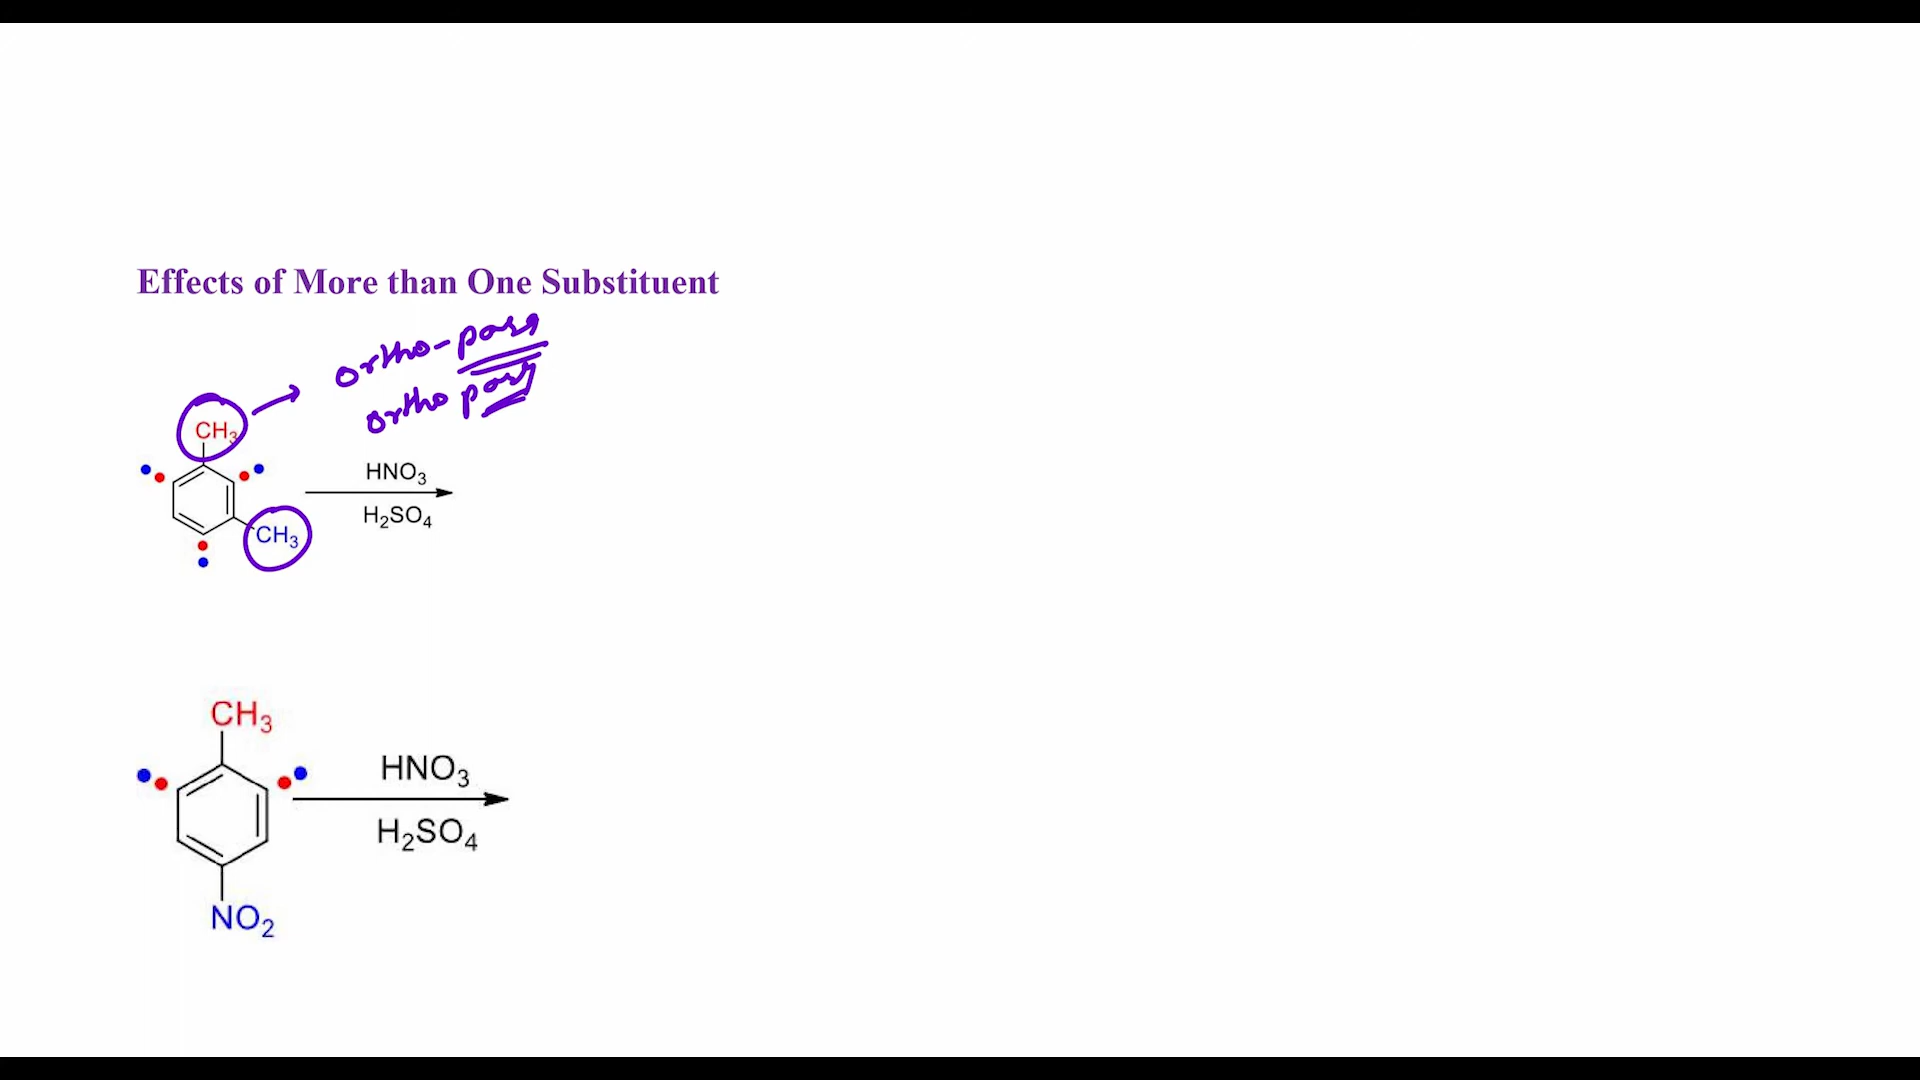 Effects of More than One Substituent
ortho-para
ortho para
CH₃
HNO₃
H₂SO₄
CH₃
CH₃
HNO₃
H₂SO₄
NO₂